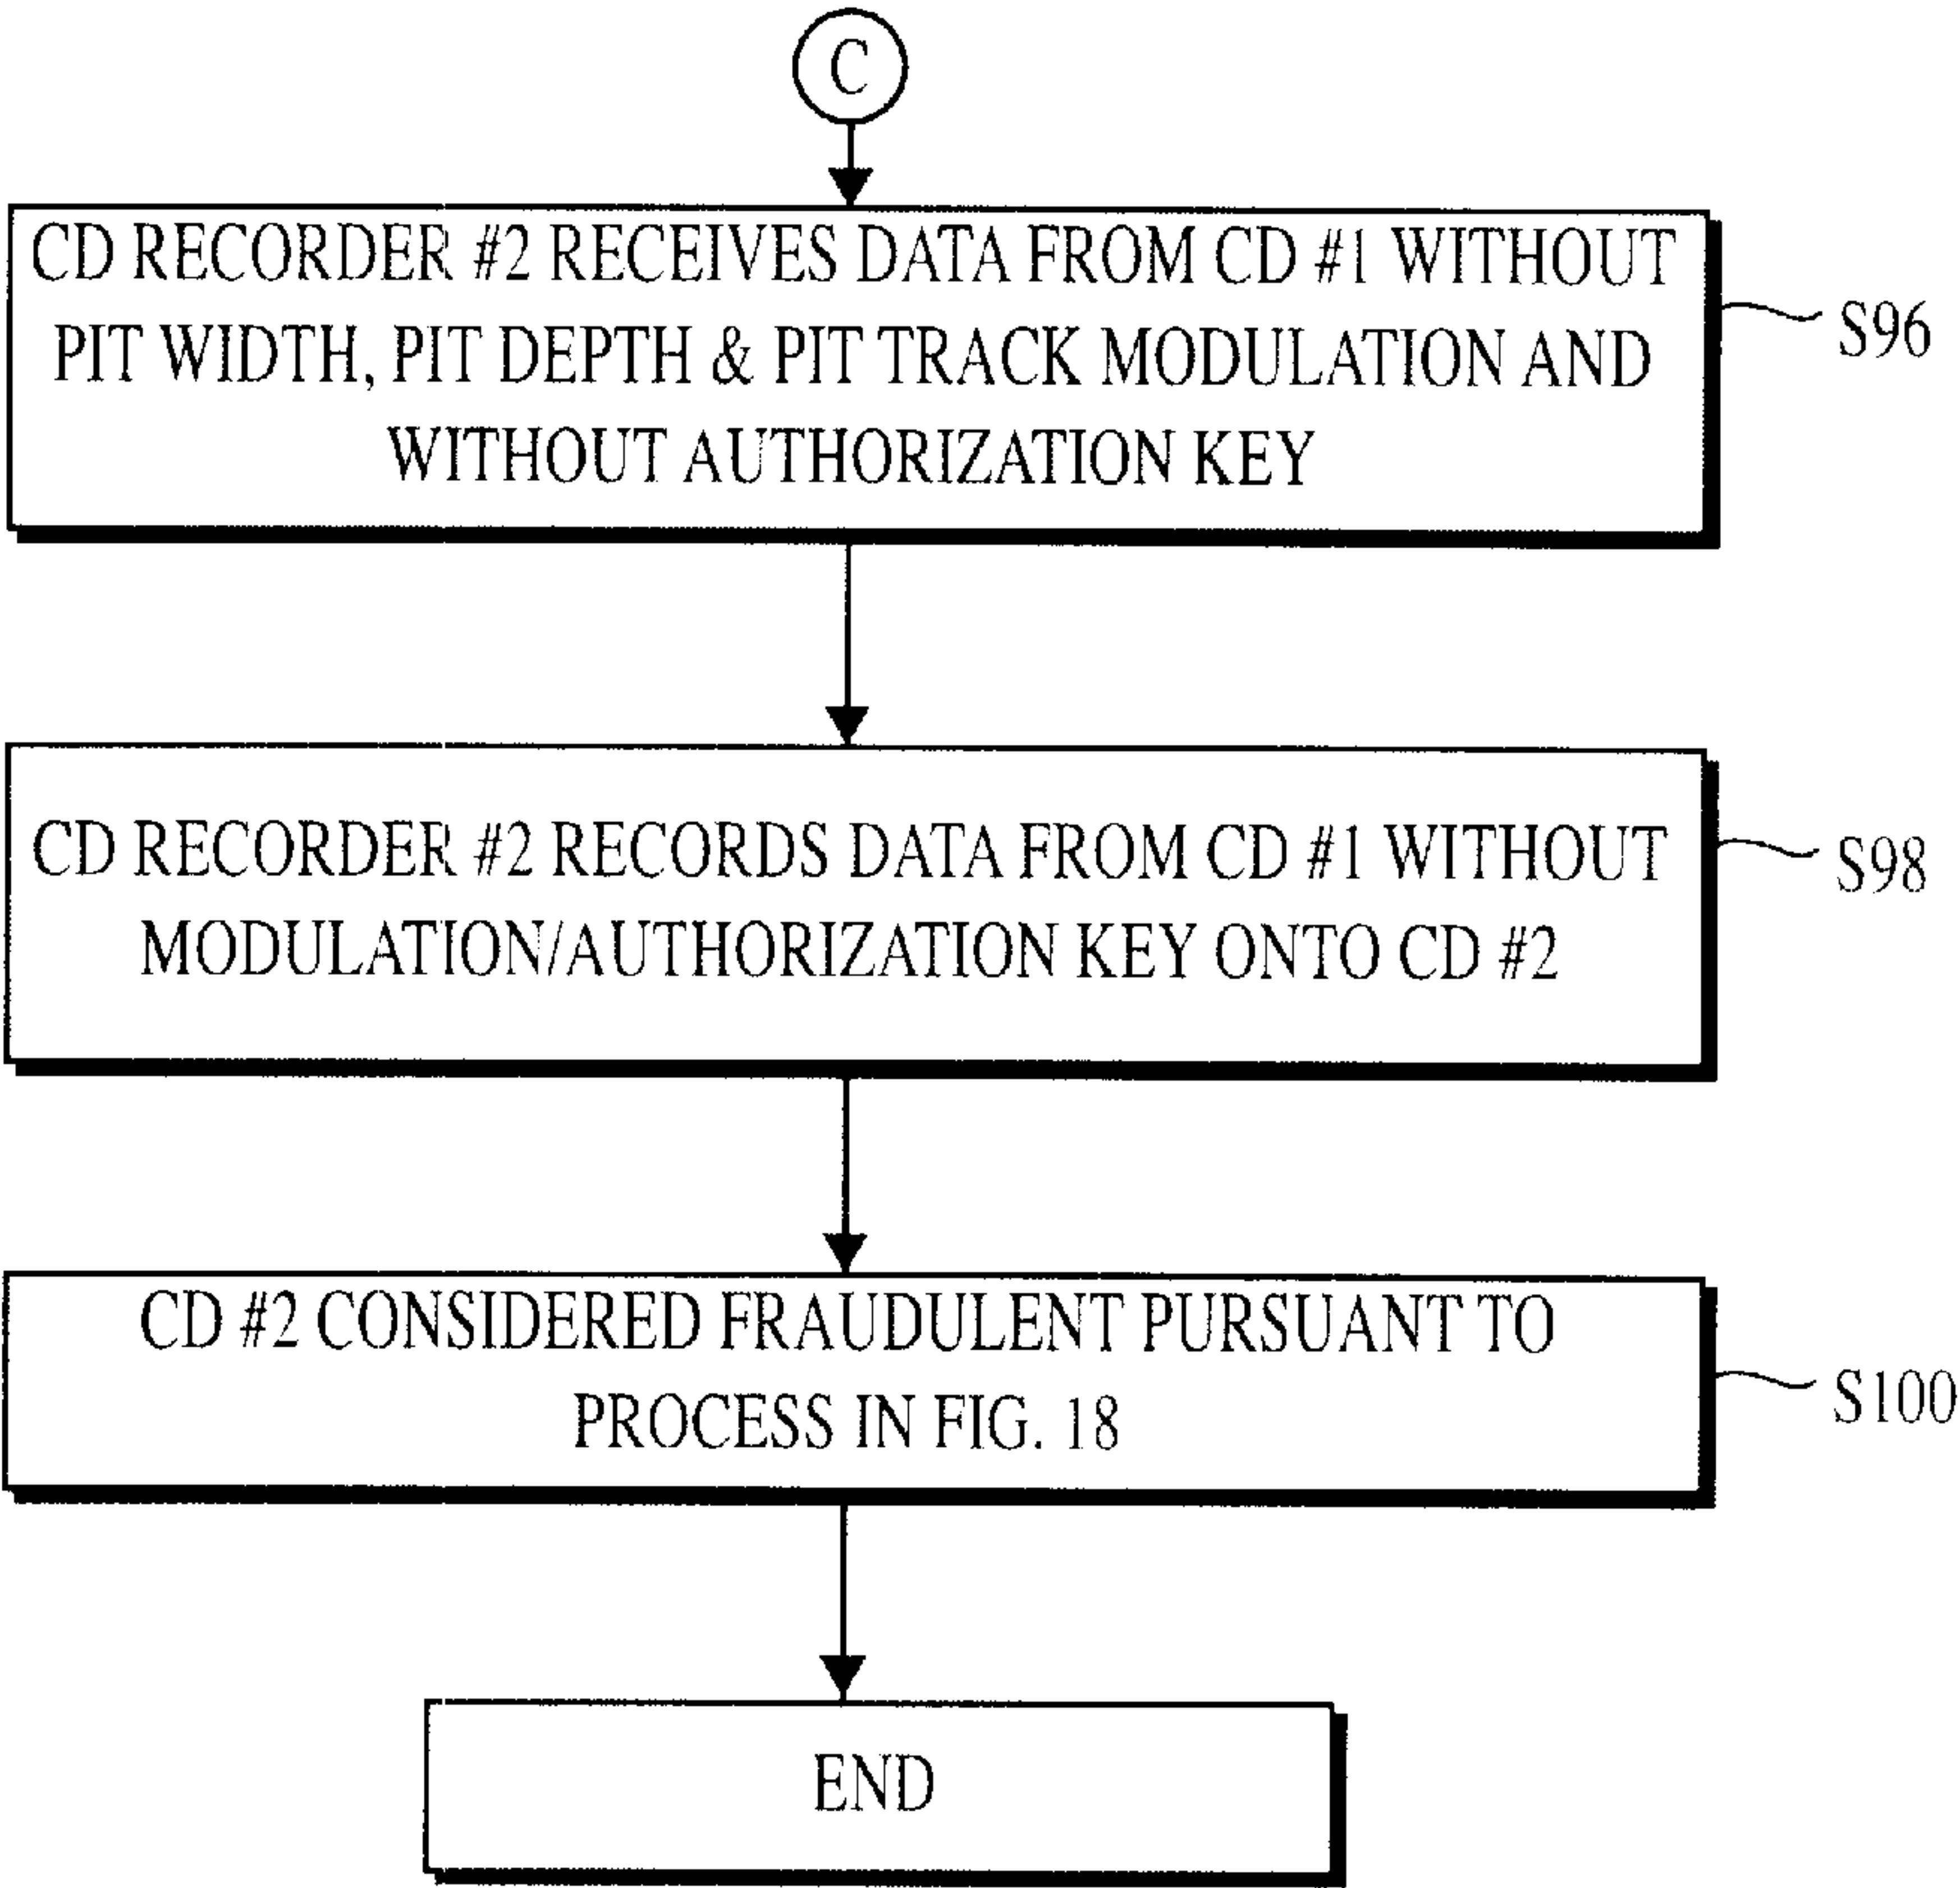 C
CD RECORDER #2 RECEIVES DATA FROM CD #1 WITHOUT
PIT WIDTH, PIT DEPTH & PIT TRACK MODULATION AND
WITHOUT AUTHORIZATION KEY
S96
CD RECORDER #2 RECORDS DATA FROM CD #1 WITHOUT
MODULATION/AUTHORIZATION KEY ONTO CD #2
S98
CD #2 CONSIDERED FRAUDULENT PURSUANT TO
PROCESS IN FIG. 18
S100
END